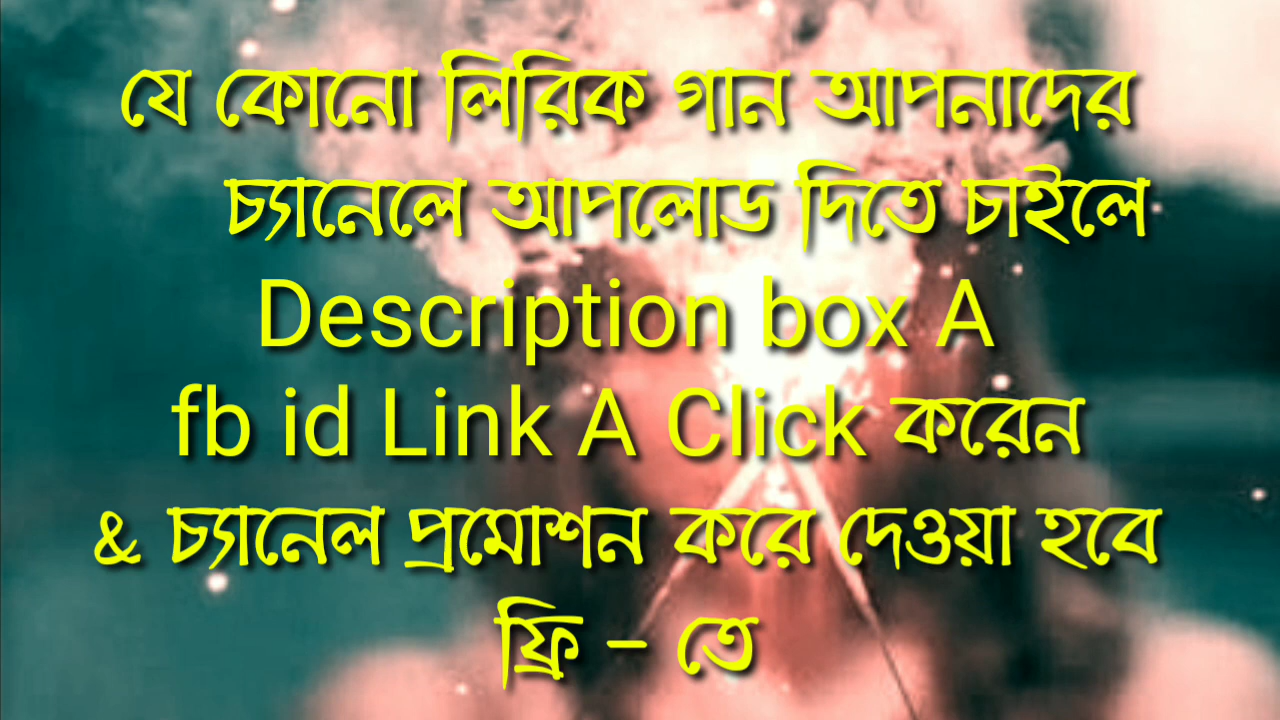 যে কোনো লিরিক গান আপনাদের
চ্যানেলে আপলোড দিতে চাইলে
Description box A
fb id Link A Click করেন
& চ্যানেল প্রমোশন করে দেওয়া হবে
ফ্রি - তে